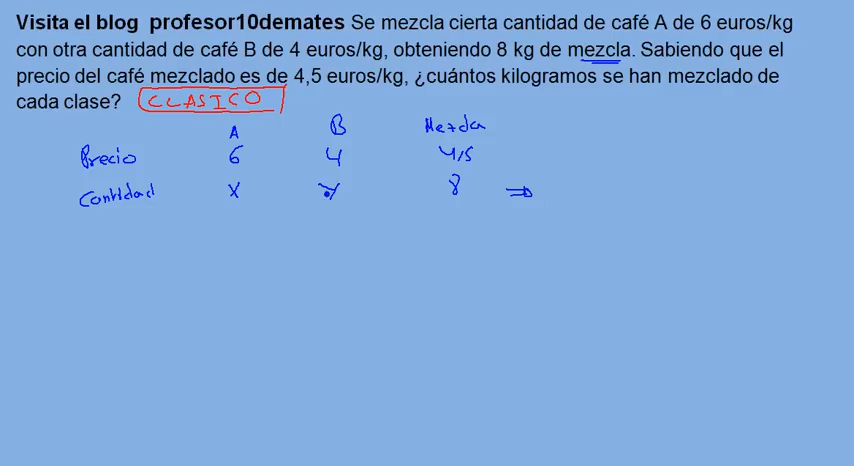 Visita el blog profesor10demates Se mezcla cierta cantidad de café A de 6 euros/kg
con otra cantidad de café B de 4 euros/kg, obteniendo 8 kg de mezcla. Sabiendo que el
precio del café mezclado es de 4,5 euros/kg, ¿cuántos kilogramos se han mezclado de
cada clase? CLASICO
A B Mezcla
Precio 6 4 4,5
Cantidad x y 8 ⇒